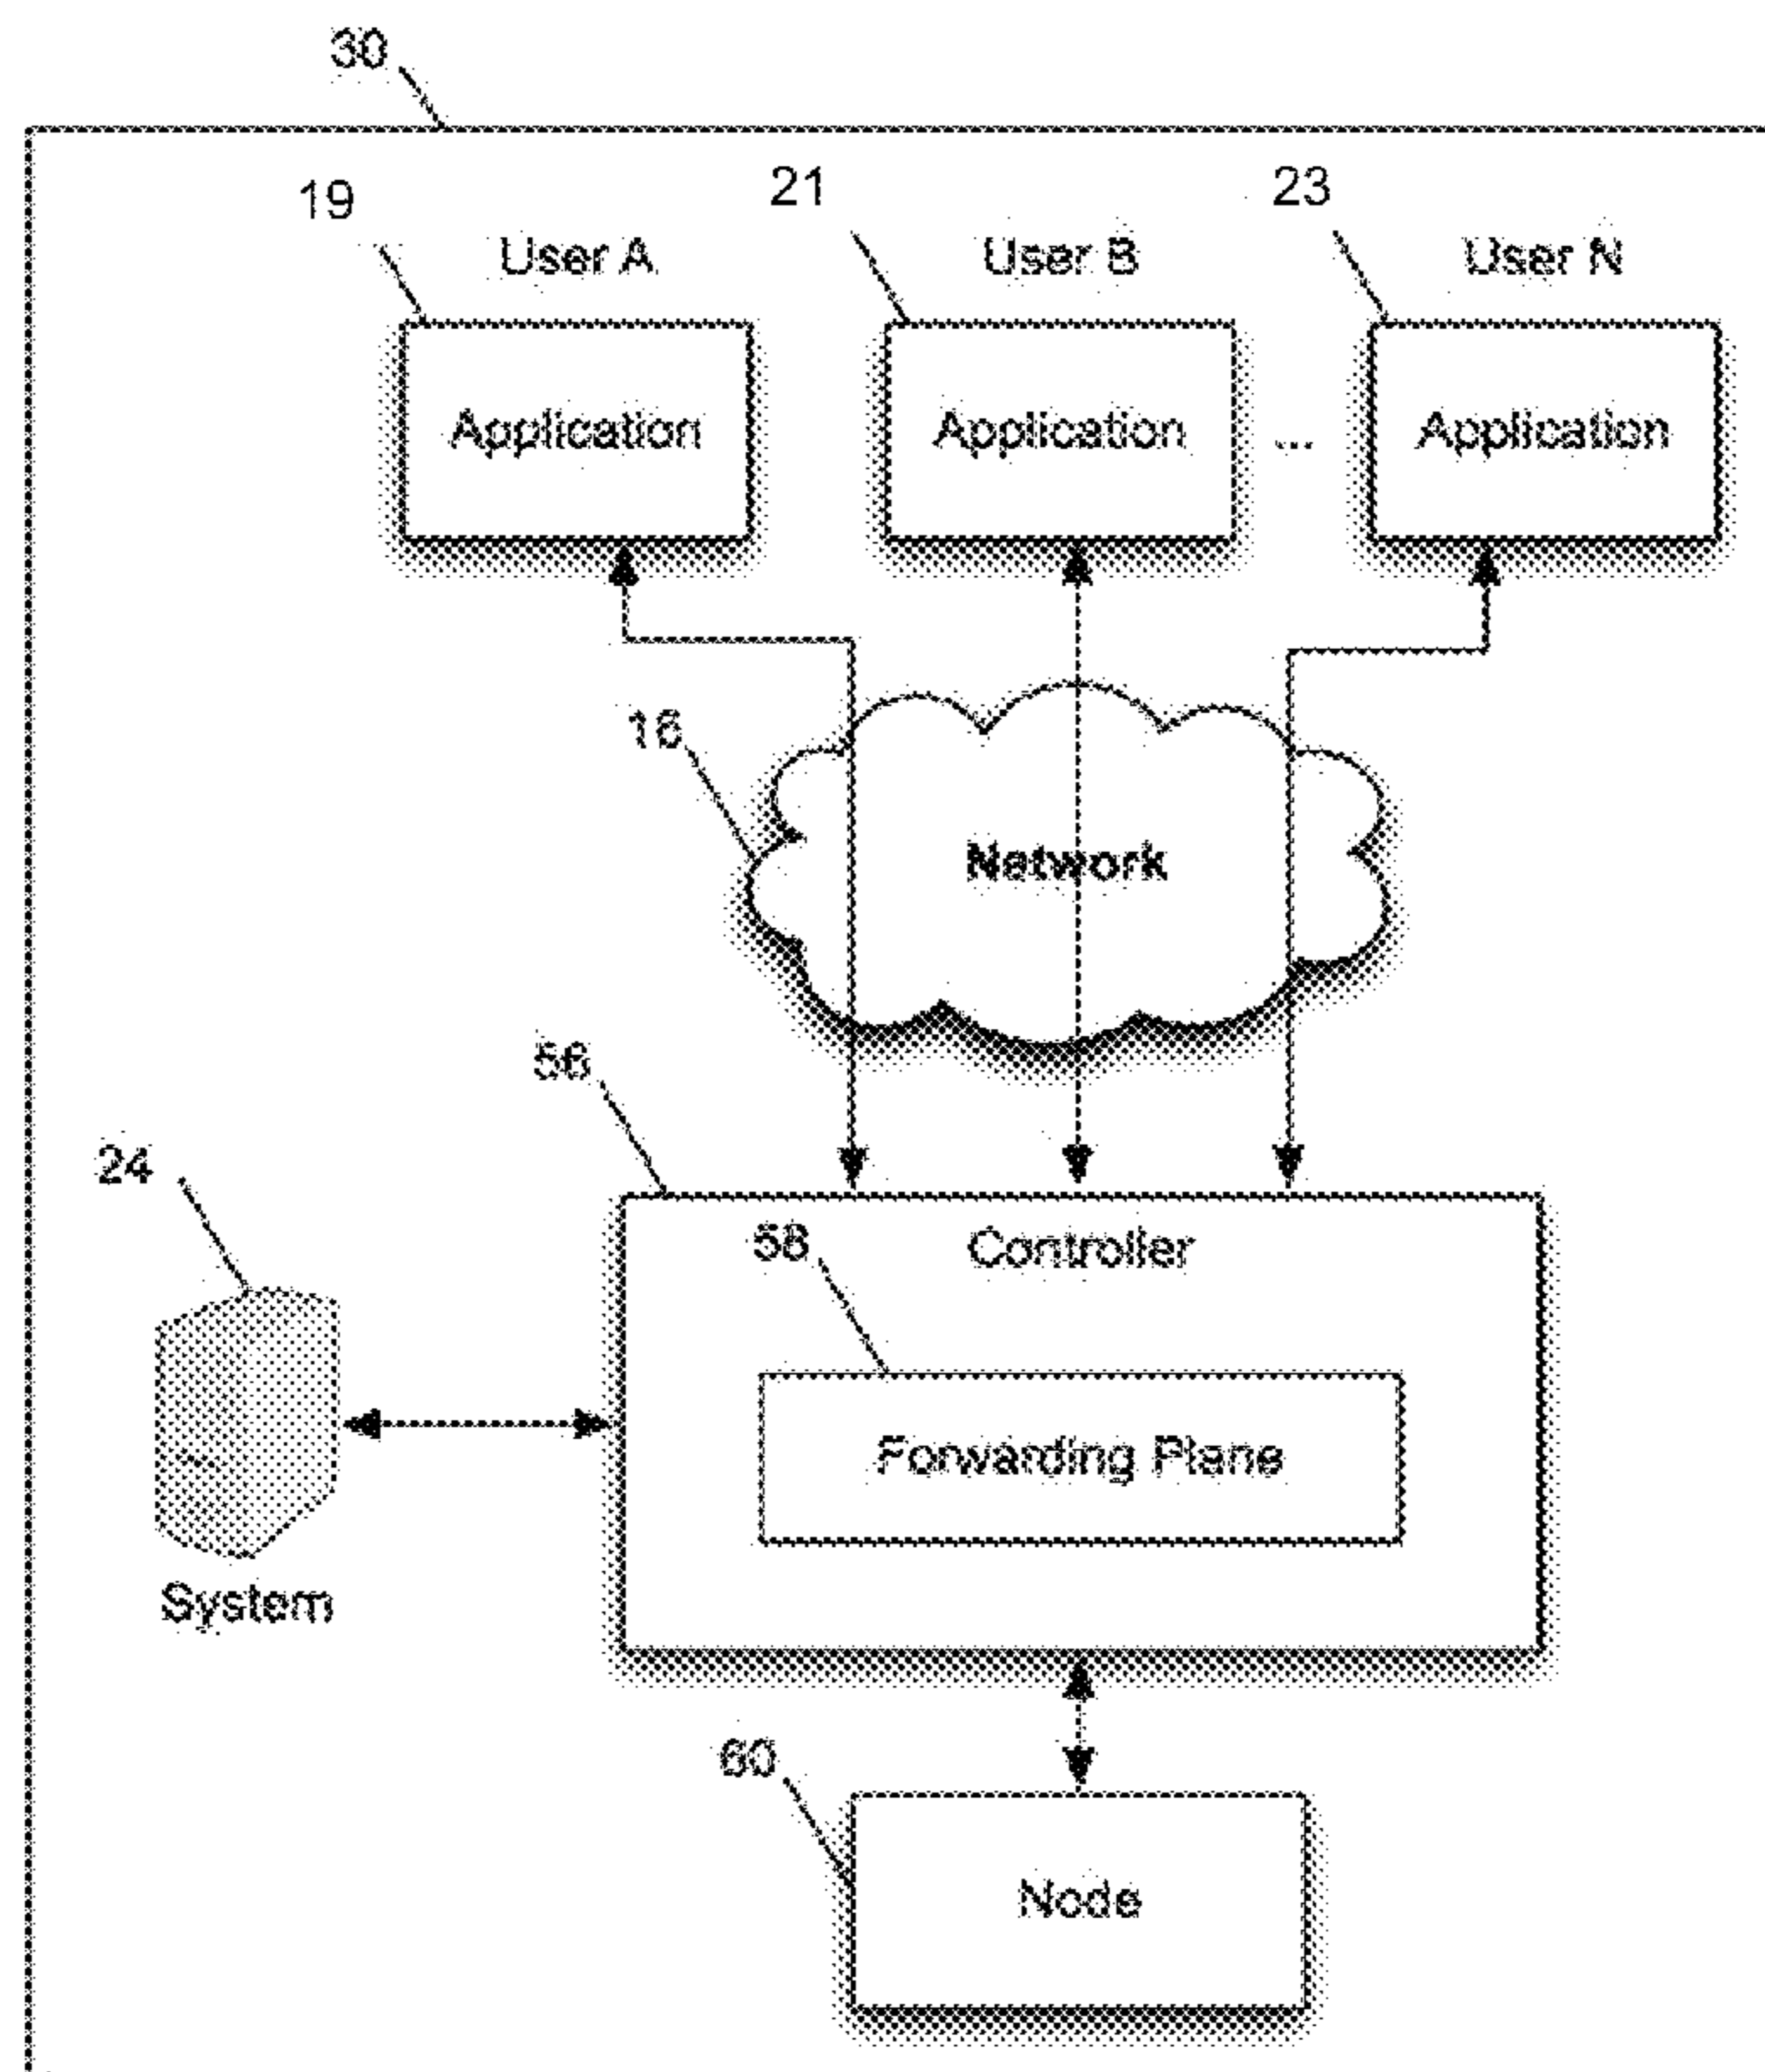 30
19
21
23
User A
User B
User N
Application
Application
...
Application
16
Network
56
24
Controller
58
Forwarding Plane
System
60
Node